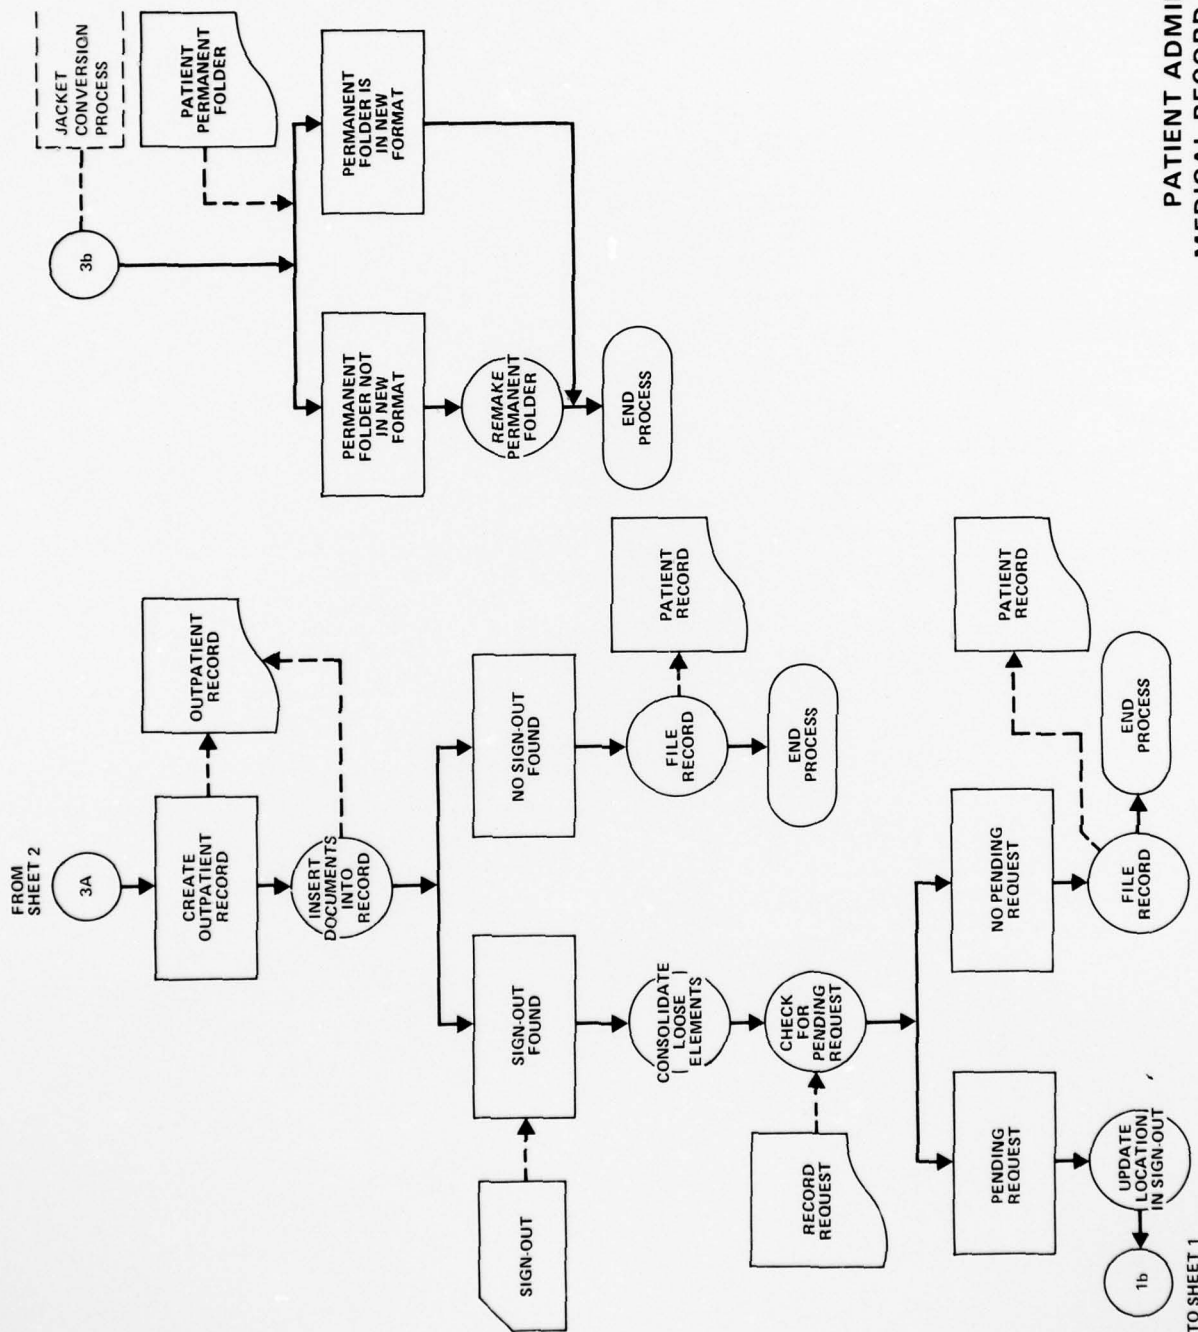 FROM
SHEET 2
3A
CREATE
OUTPATIENT
RECORD
OUTPATIENT
RECORD
INSERT
DOCUMENTS
INTO
RECORD
SIGN-OUT
SIGN-OUT
FOUND
NO SIGN-OUT
FOUND
CONSOLIDATE
LOOSE
ELEMENTS
FILE
RECORD
PATIENT
RECORD
END
PROCESS
RECORD
REQUEST
CHECK
FOR
PENDING
REQUEST
PENDING
REQUEST
NO PENDING
REQUEST
UPDATE
LOCATION
IN SIGN-OUT
1b
TO SHEET 1
FILE
RECORD
PATIENT
RECORD
END
PROCESS
3b
JACKET
CONVERSION
PROCESS
PATIENT
PERMANENT
FOLDER
PERMANENT
FOLDER NOT
IN NEW
FORMAT
PERMANENT
FOLDER IS
IN NEW
FORMAT
REMAKE
PERMANENT
FOLDER
END
PROCESS
PATIENT ADMI